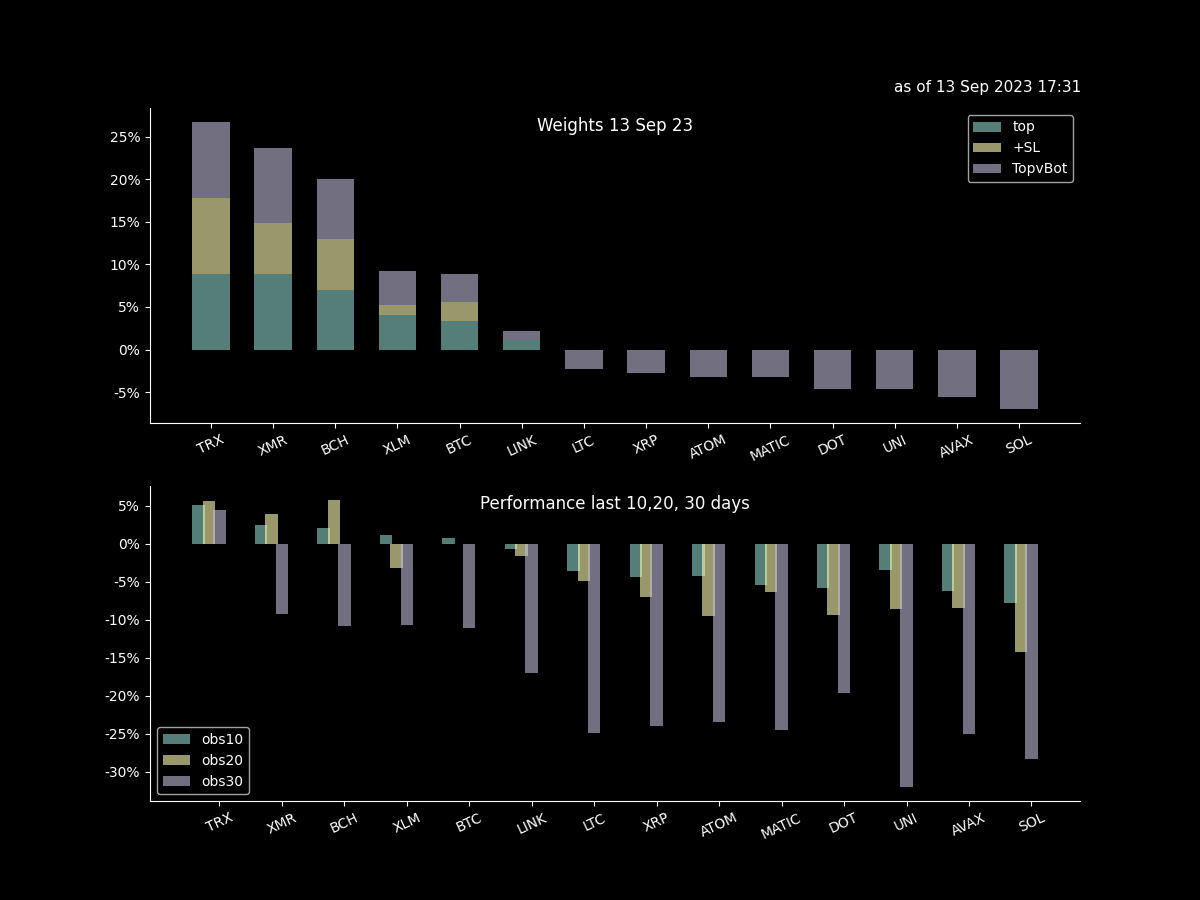 as of 13 Sep 2023 17:31
Weights 13 Sep 23
top
+SL
TopvBot
25%
20%
15%
10%
5%
0%
-5%
TRX XMR BCH XLM BTC LINK LTC XRP ATOM MATIC DOT UNI AVAX SOL
Performance last 10,20, 30 days
5%
0%
-5%
-10%
-15%
-20%
-25%
-30%
obs10
obs20
obs30
TRX XMR BCH XLM BTC LINK LTC XRP ATOM MATIC DOT UNI AVAX SOL